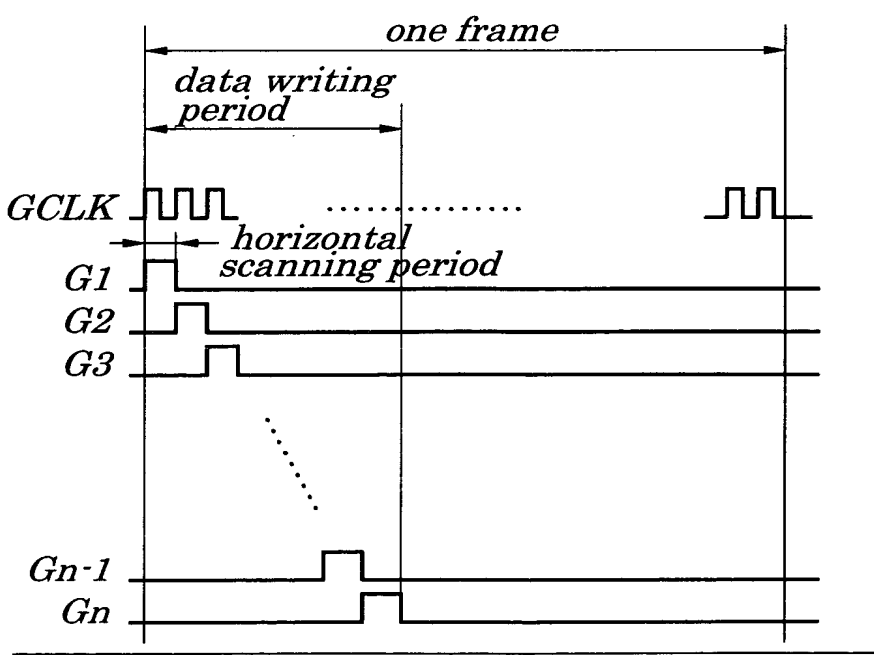 one frame
data writing
period
GCLK
horizontal
scanning period
G1
G2
G3
Gn-1
Gn